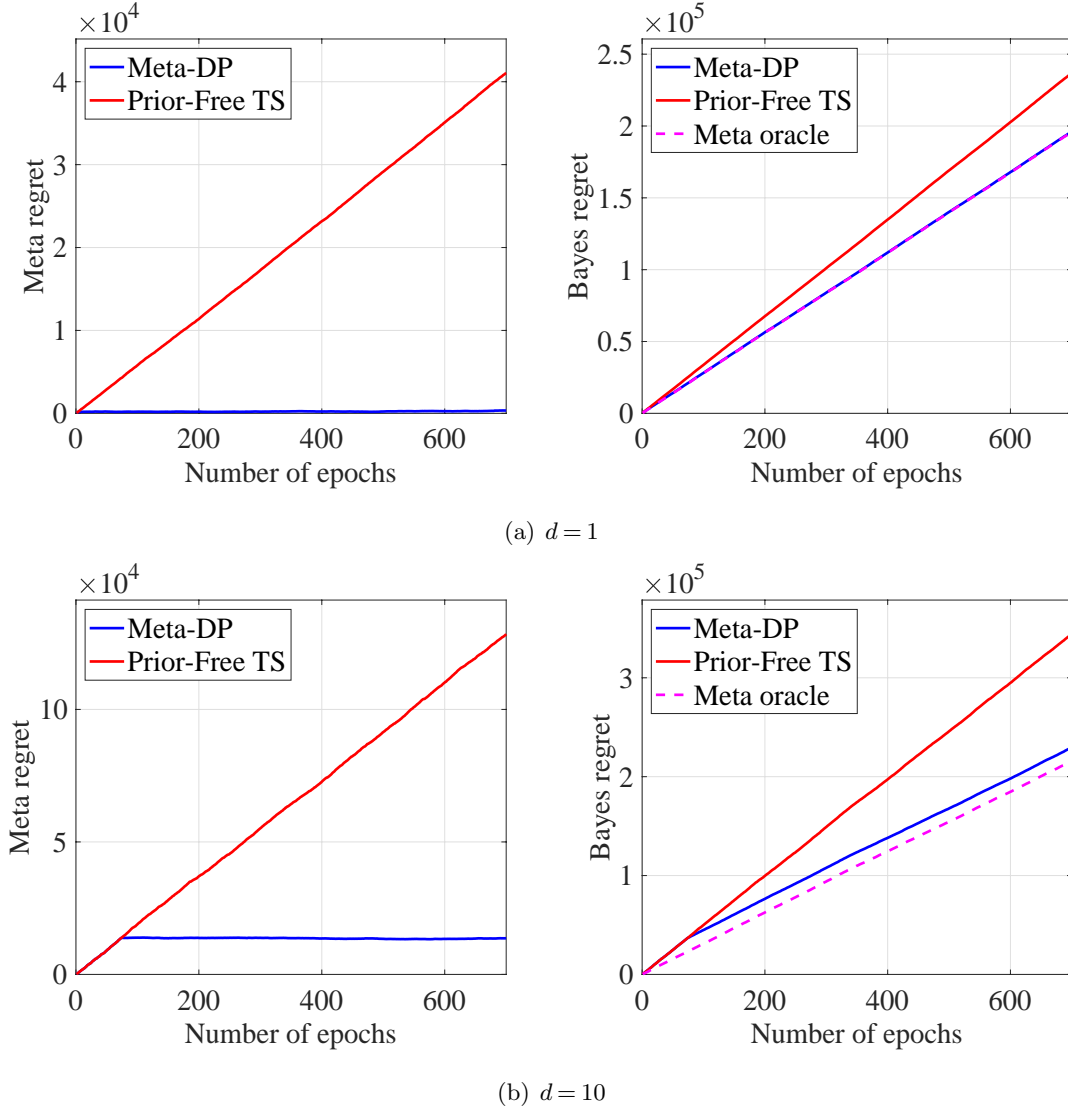 ×10^4
Meta-DP
Prior-Free TS
4
3
2
1
0
Meta regret
0 200 400 600
Number of epochs
×10^5
Meta-DP
Prior-Free TS
Meta oracle
2.5
2
1.5
1
0.5
0
Bayes regret
0 200 400 600
Number of epochs
(a) d = 1
×10^4
Meta-DP
Prior-Free TS
10
5
0
Meta regret
0 200 400 600
Number of epochs
×10^5
Meta-DP
Prior-Free TS
Meta oracle
3
2
1
0
Bayes regret
0 200 400 600
Number of epochs
(b) d = 10